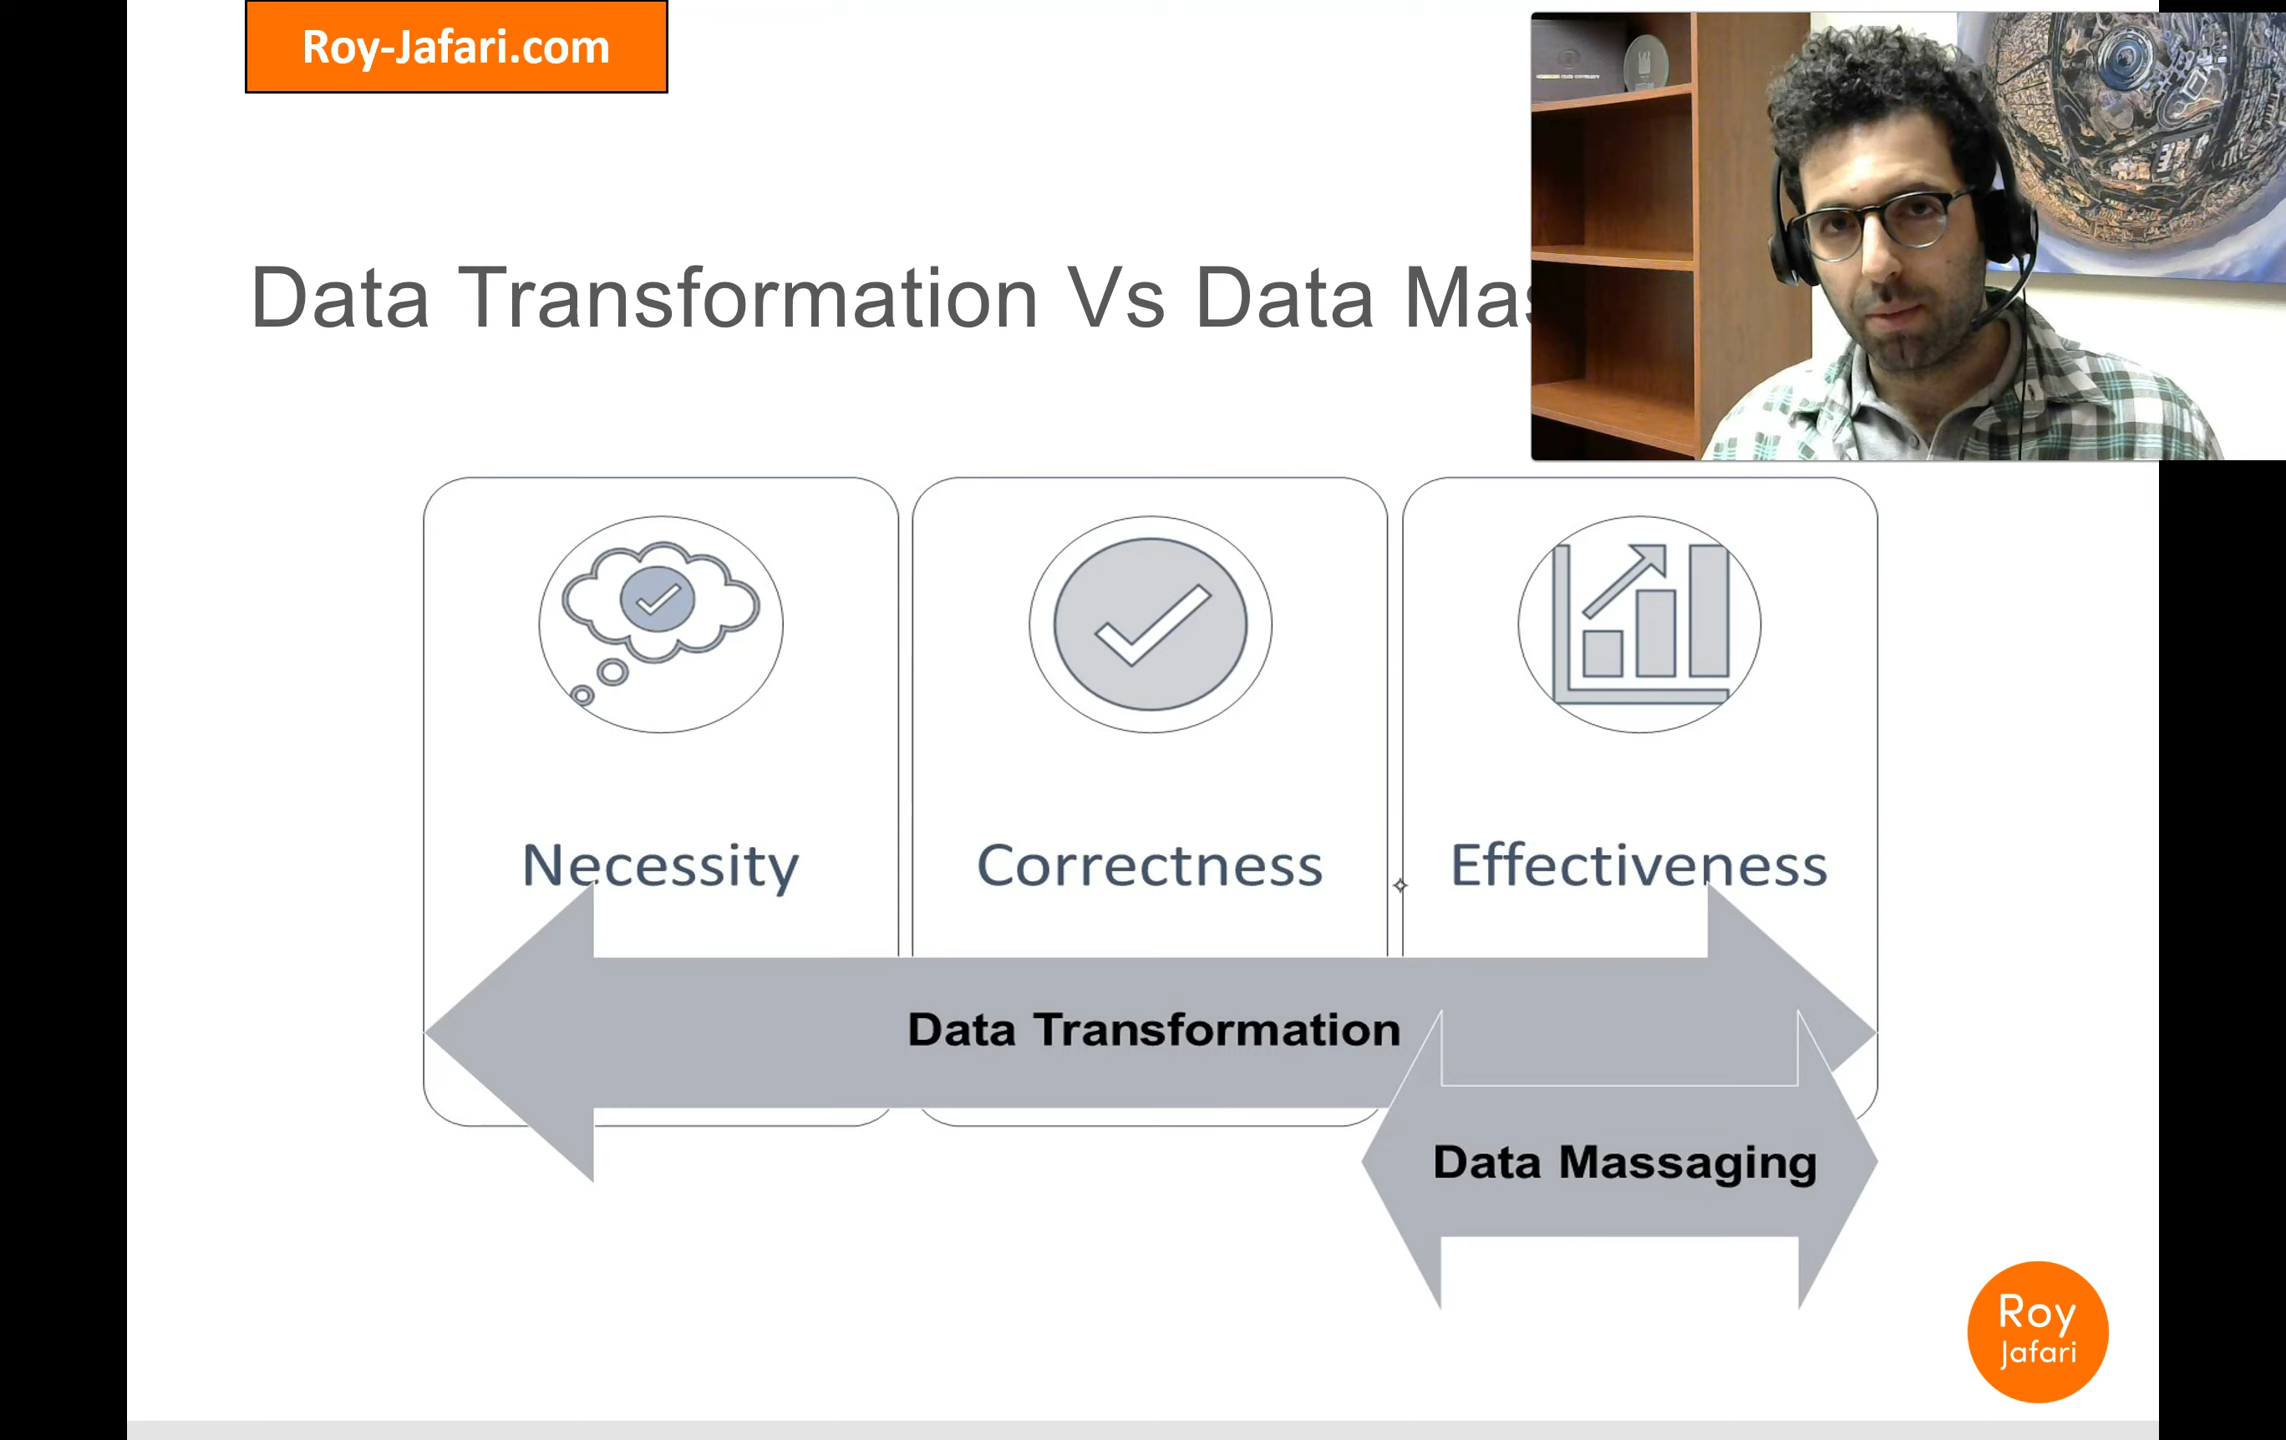 Roy-Jafari.com
Data Transformation Vs Data Mas
Necessity
Correctness
Effectiveness
Data Transformation
Data Massaging
Roy
Jafari